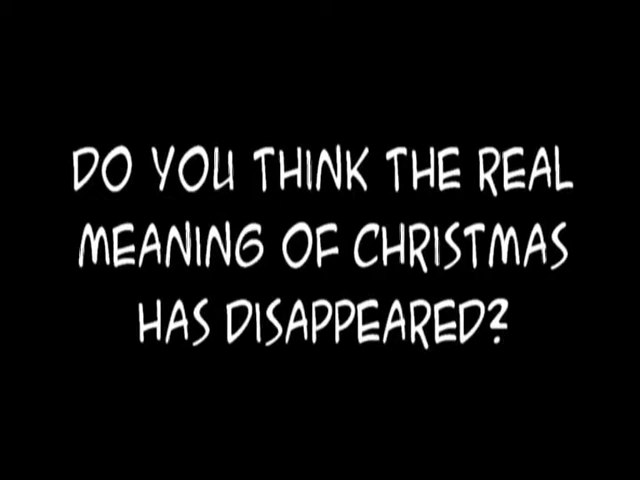 DO YOU THINK THE REAL
MEANING OF CHRISTMAS
HAS DISAPPEARED?